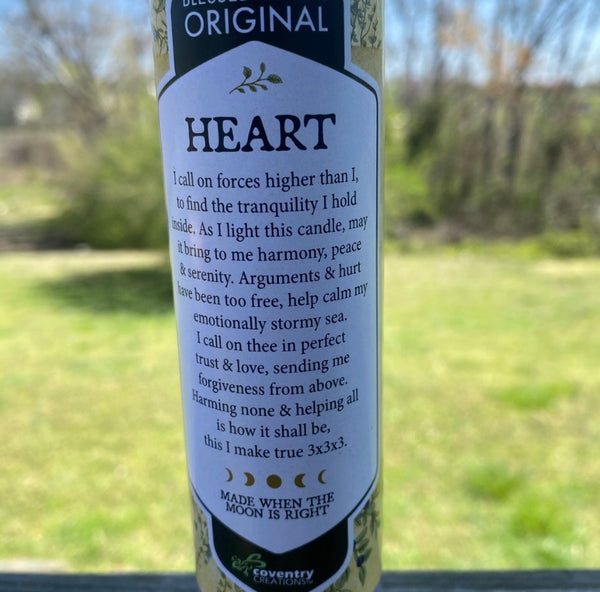 ORIGINAL
HEART
I call on forces higher than I,
to find the tranquility I hold
inside. As I light this candle, may
it bring to me harmony, peace
& serenity. Arguments & hurt
have been too free, help calm my
emotionally stormy sea.
I call on thee in perfect
trust & love, sending me
forgiveness from above.
Harming none & helping all
is how it shall be,
this I make true 3x3x3.
MADE WHEN THE
MOON IS RIGHT
coventry
CREATIONS